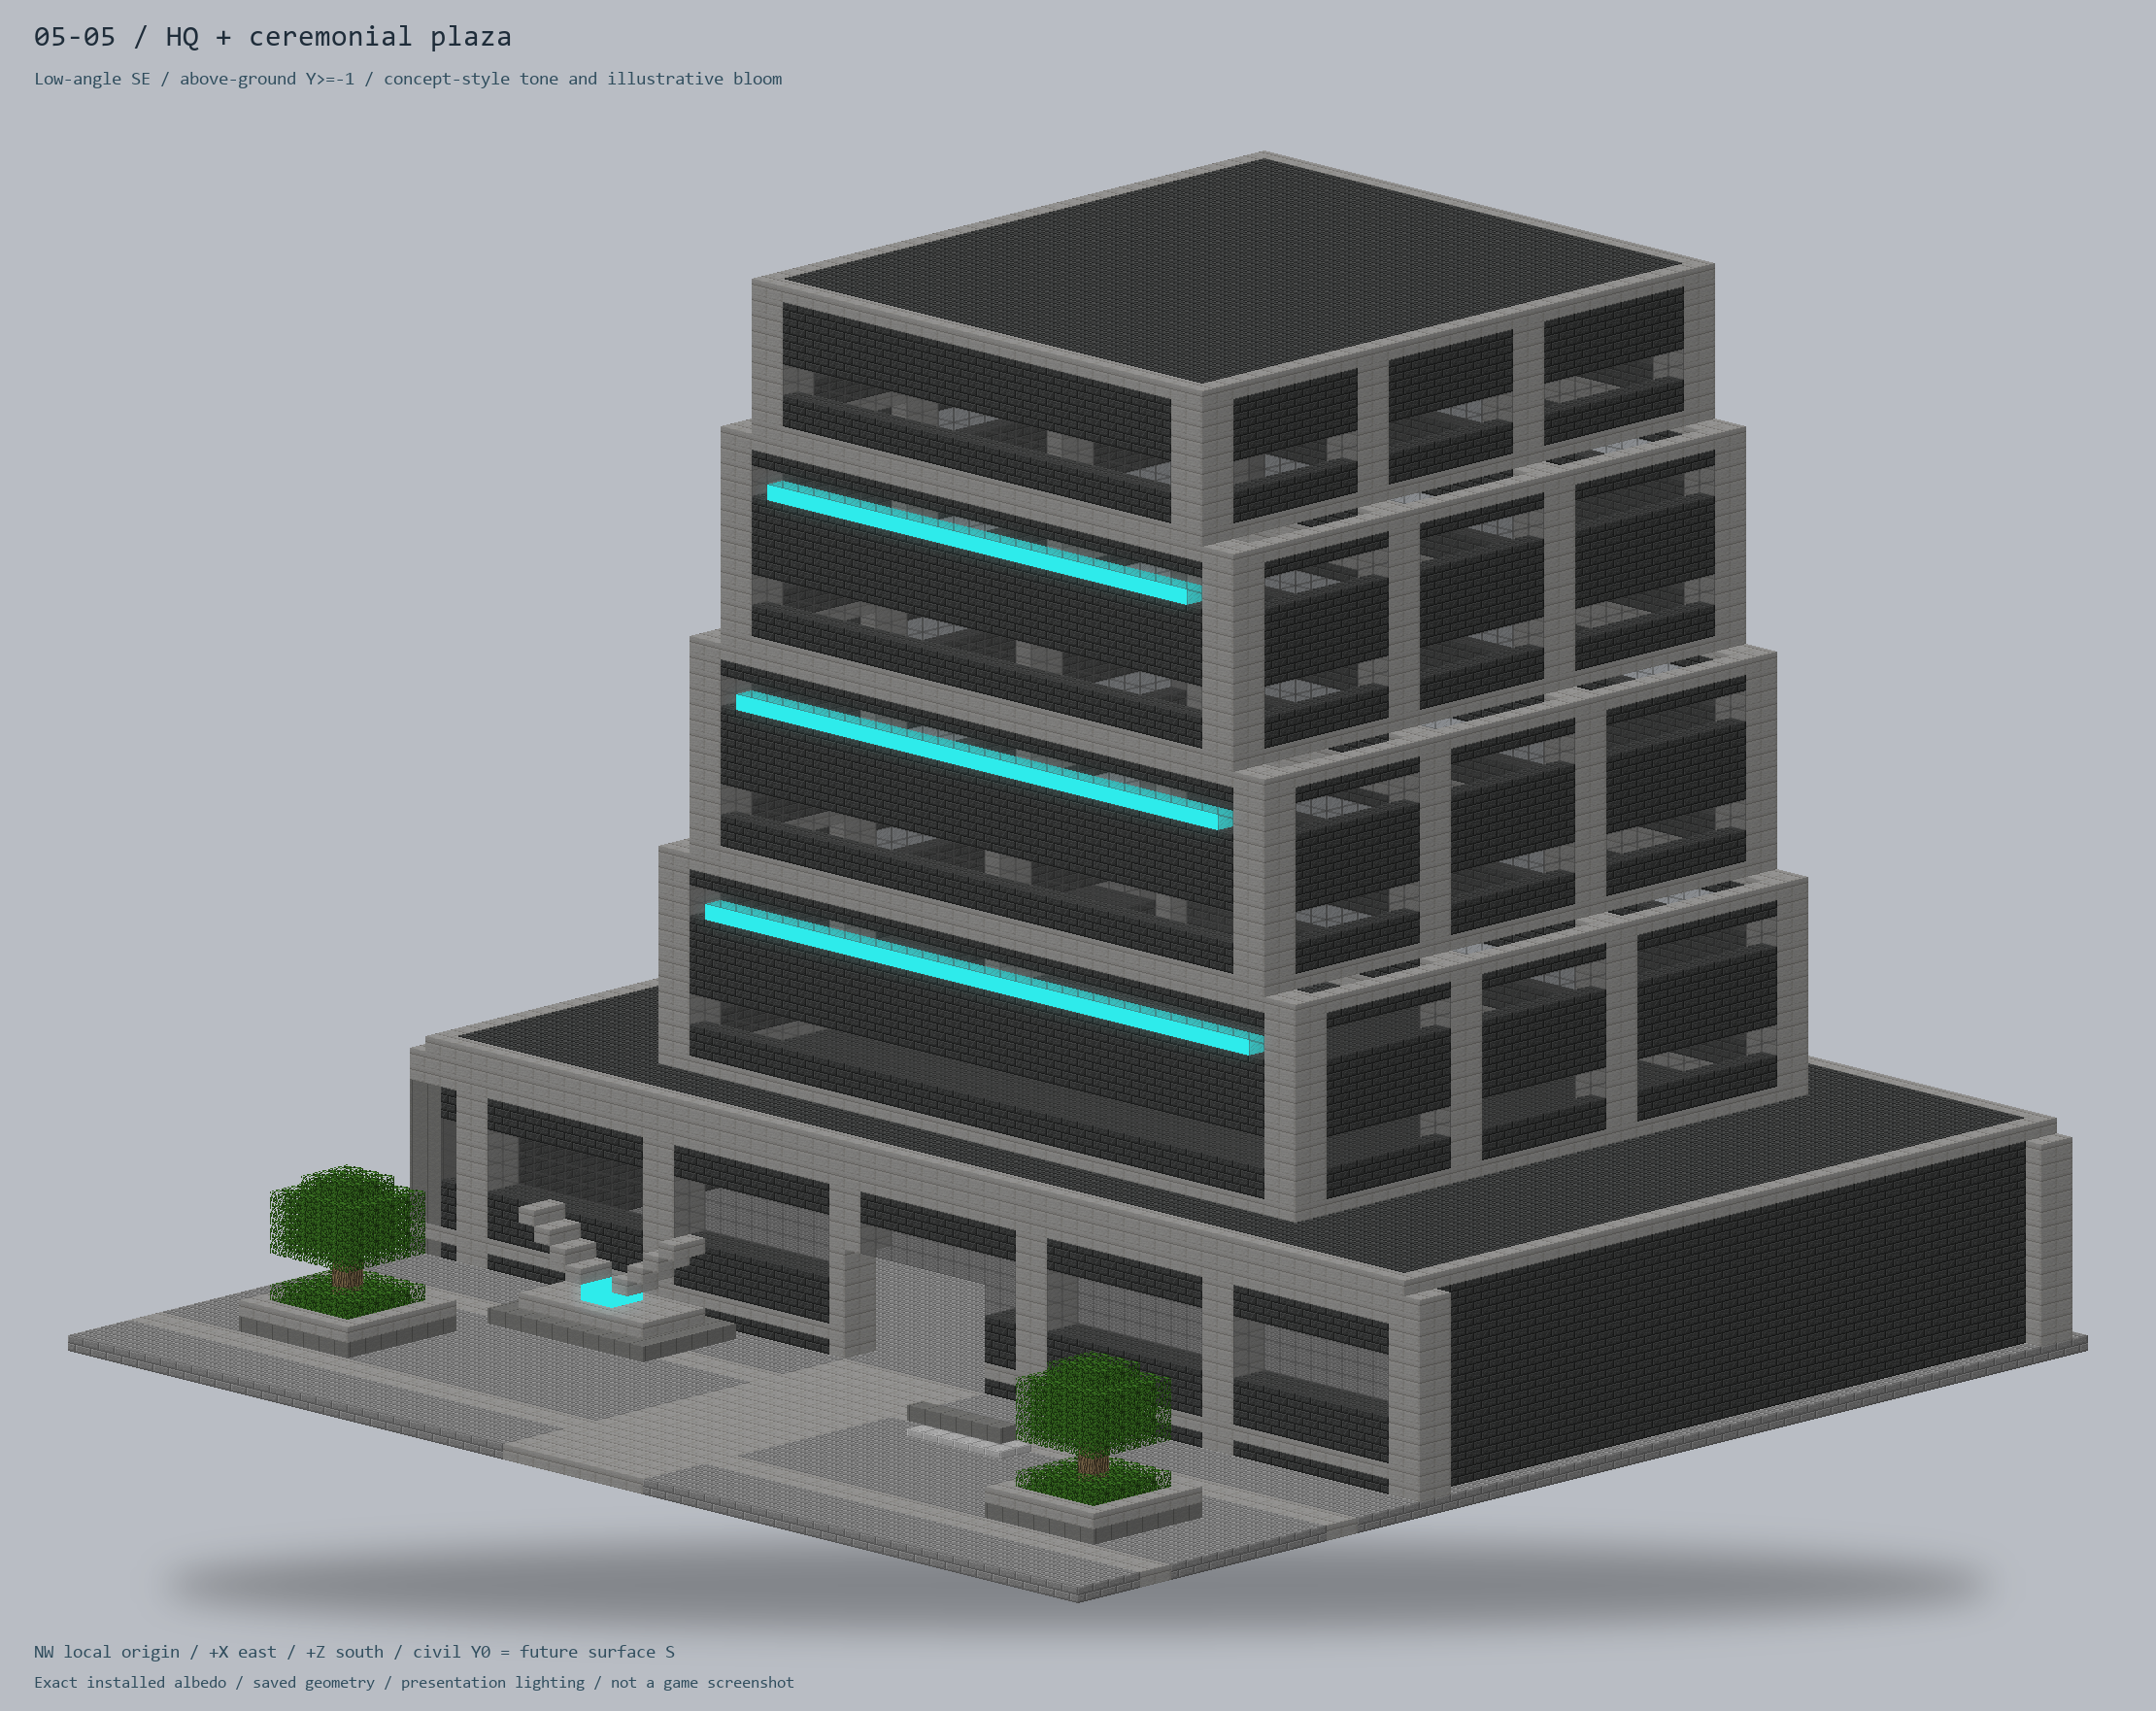 05-05 / HQ + ceremonial plaza
Low-angle SE / above-ground Y>=-1 / concept-style tone and illustrative bloom
NW local origin / +X east / +Z south / civil Y0 = future surface S
Exact installed albedo / saved geometry / presentation lighting / not a game screenshot